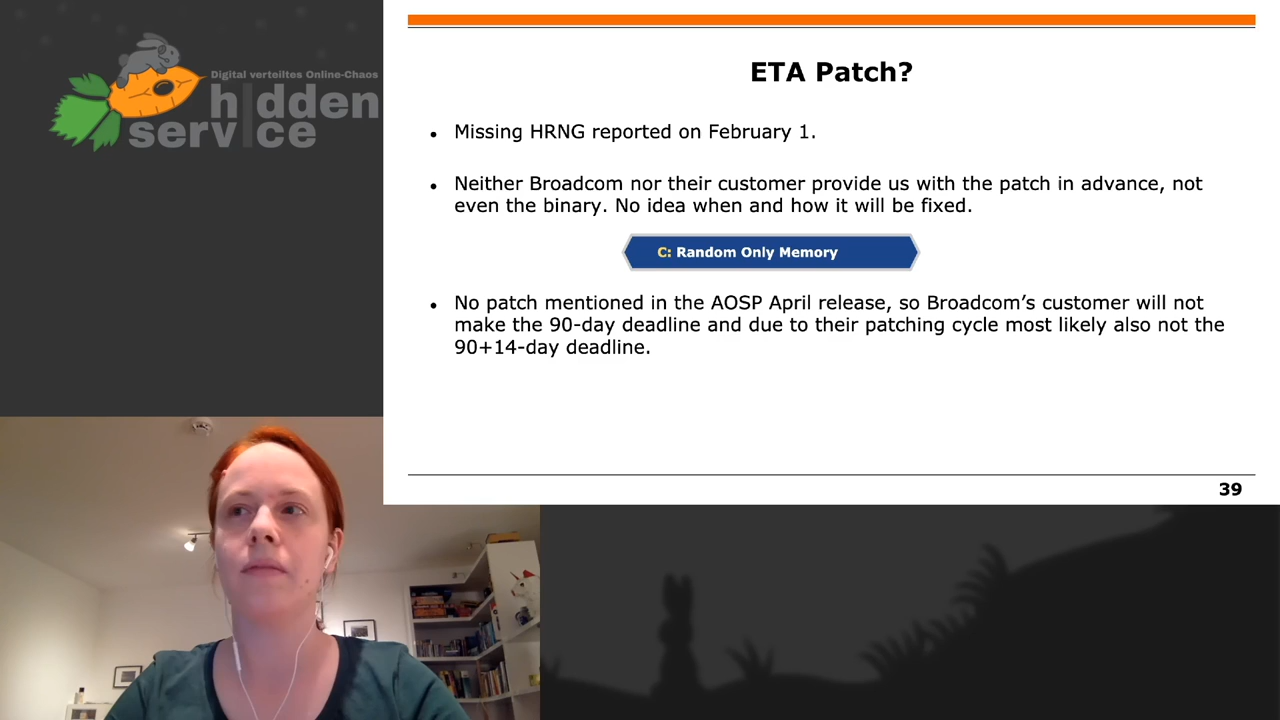 Digital verteiltes Online-Chaos
h|dden
serv|ce
ETA Patch?
• Missing HRNG reported on February 1.
• Neither Broadcom nor their customer provide us with the patch in advance, not
even the binary. No idea when and how it will be fixed.
C: Random Only Memory
• No patch mentioned in the AOSP April release, so Broadcom’s customer will not
make the 90-day deadline and due to their patching cycle most likely also not the
90+14-day deadline.
39